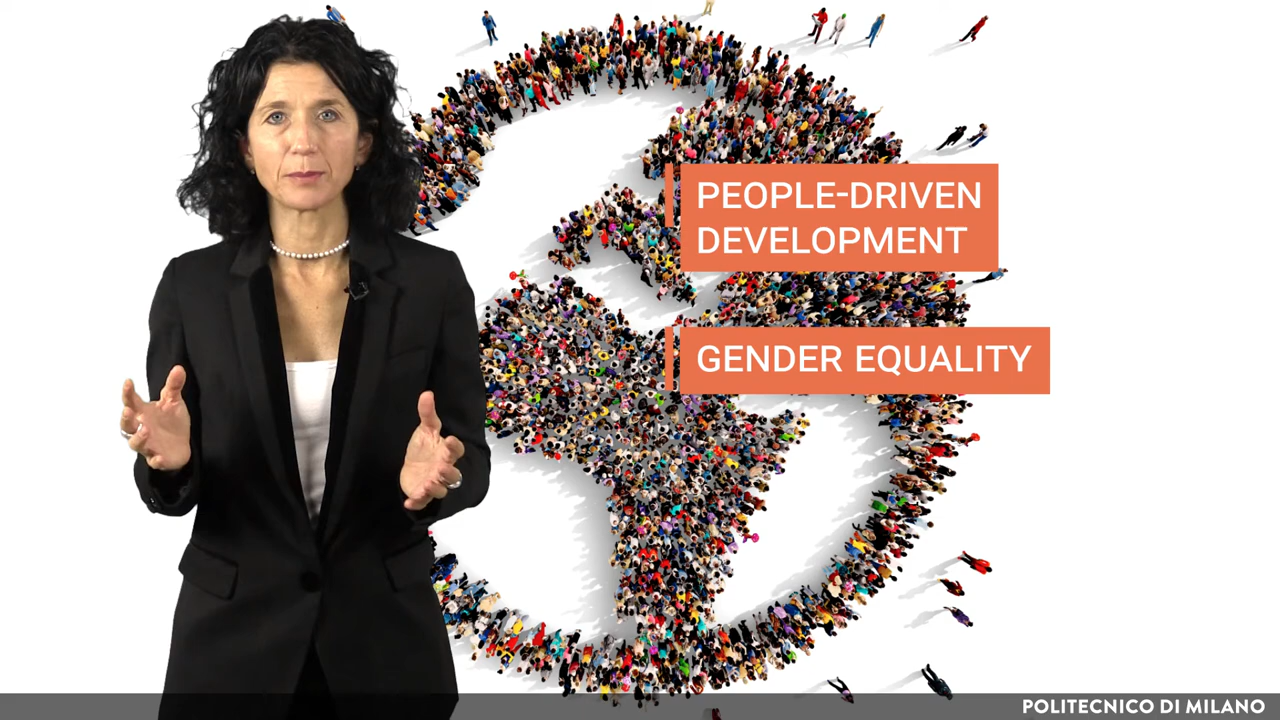 PEOPLE-DRIVEN
DEVELOPMENT
GENDER EQUALITY
POLITECNICO DI MILANO